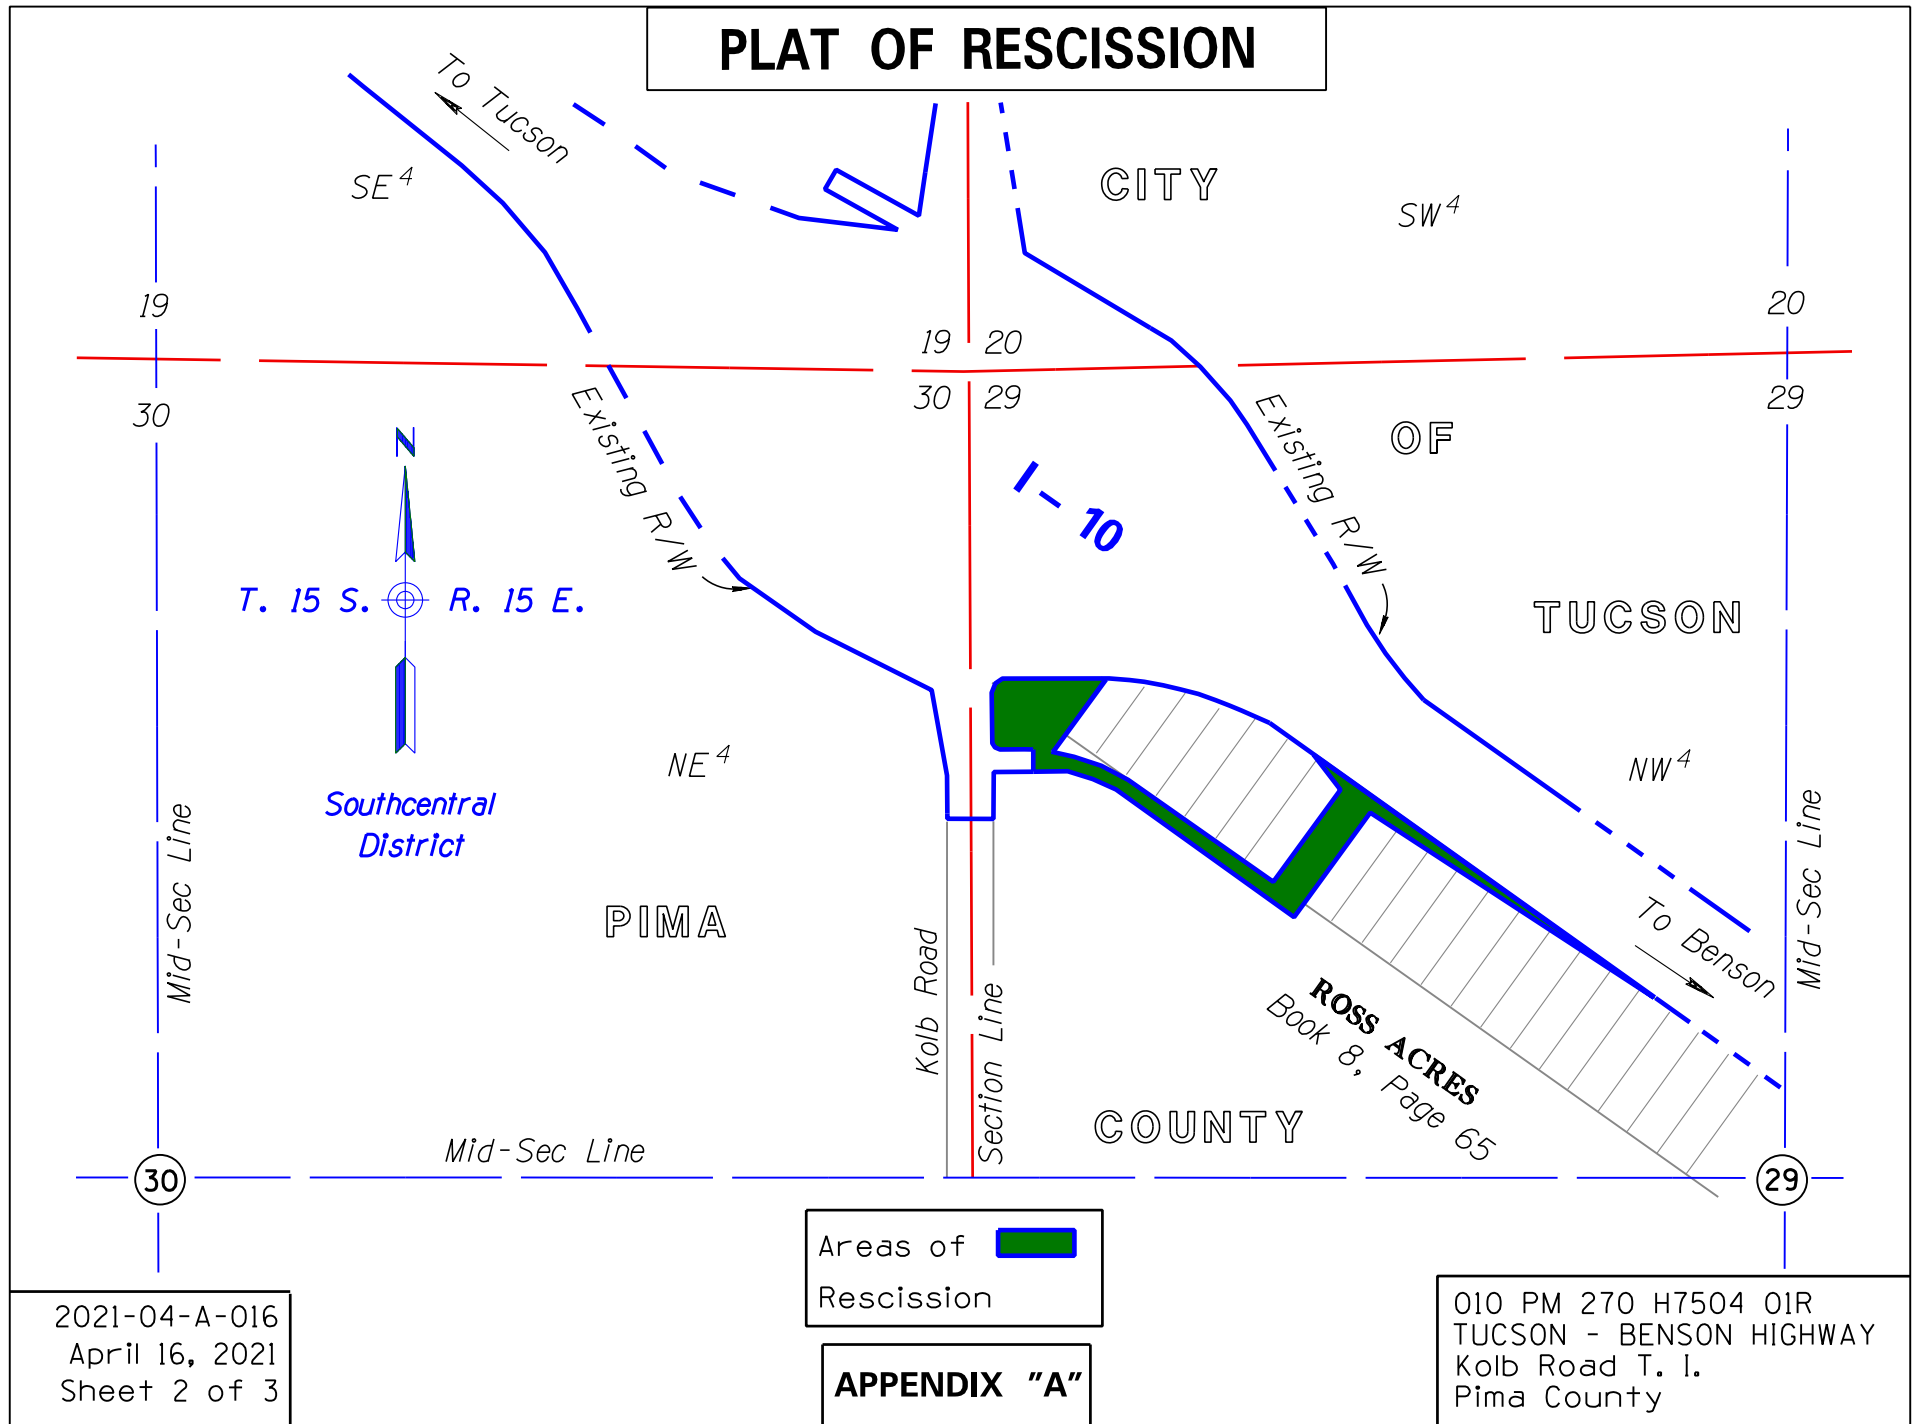 PLAT OF RESCISSION
To Tucson
SE 4
CITY
SW 4
19
20
19 20
30 29
30
29
Existing R/W
Existing R/W
OF
N
I - 10
T. 15 S. R. 15 E.
TUCSON
NE 4
NW 4
Southcentral
District
Mid-Sec Line
Mid-Sec Line
PIMA
Kolb Road
Section Line
To Benson
ROSS ACRES
Book 8, Page 65
COUNTY
Mid-Sec Line
30
29
Areas of
Rescission
2021-04-A-016
April 16, 2021
Sheet 2 of 3
APPENDIX "A"
010 PM 270 H7504 01R
TUCSON - BENSON HIGHWAY
Kolb Road T. I.
Pima County